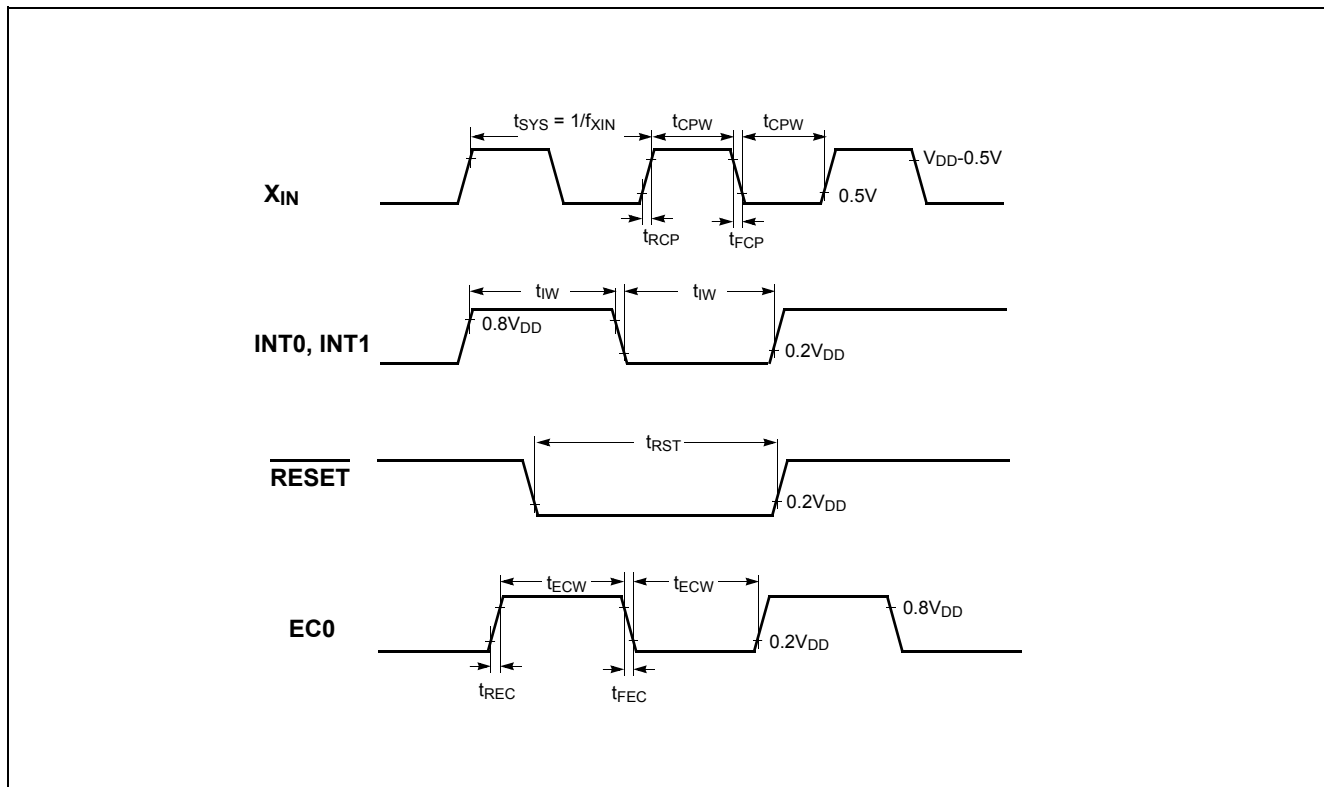 tSYS = 1/fXIN
tCPW
tCPW
VDD-0.5V
XIN
0.5V
tRCP
tFCP
tIW
tIW
0.8VDD
INT0, INT1
0.2VDD
tRST
RESET
0.2VDD
tECW
tECW
0.8VDD
EC0
0.2VDD
tREC
tFEC